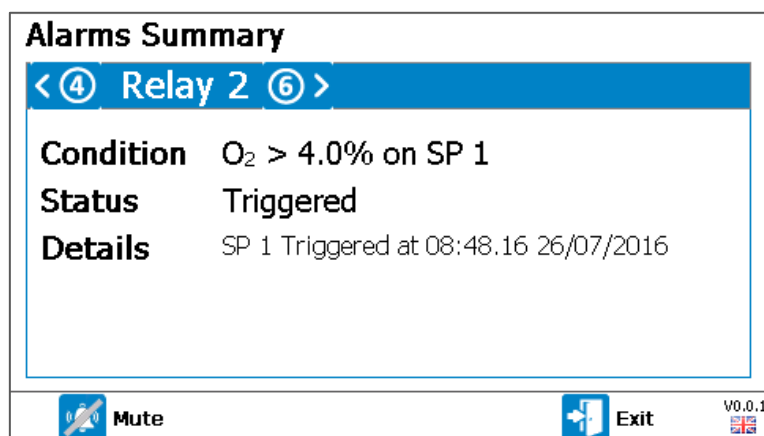 Alarms Summary
< ④ Relay 2 ⑥ >
Condition O₂ > 4.0% on SP 1
Status Triggered
Details SP 1 Triggered at 08:48.16 26/07/2016
Mute Exit V0.0.1